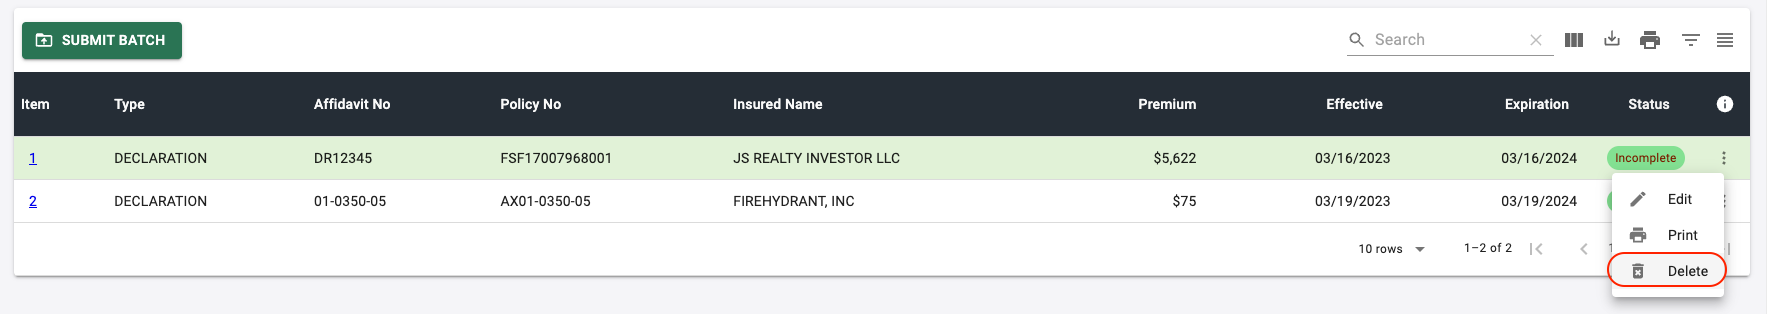 SUBMIT BATCH Search
Item Type Affidavit No Policy No Insured Name Premium Effective Expiration Status
1 DECLARATION DR12345 FSF17007968001 JS REALTY INVESTOR LLC $5,622 03/16/2023 03/16/2024 Incomplete
2 DECLARATION 01-0350-05 AX01-0350-05 FIREHYDRANT, INC $75 03/19/2023 03/19/2024
Edit
10 rows 1–2 of 2
Print
Delete